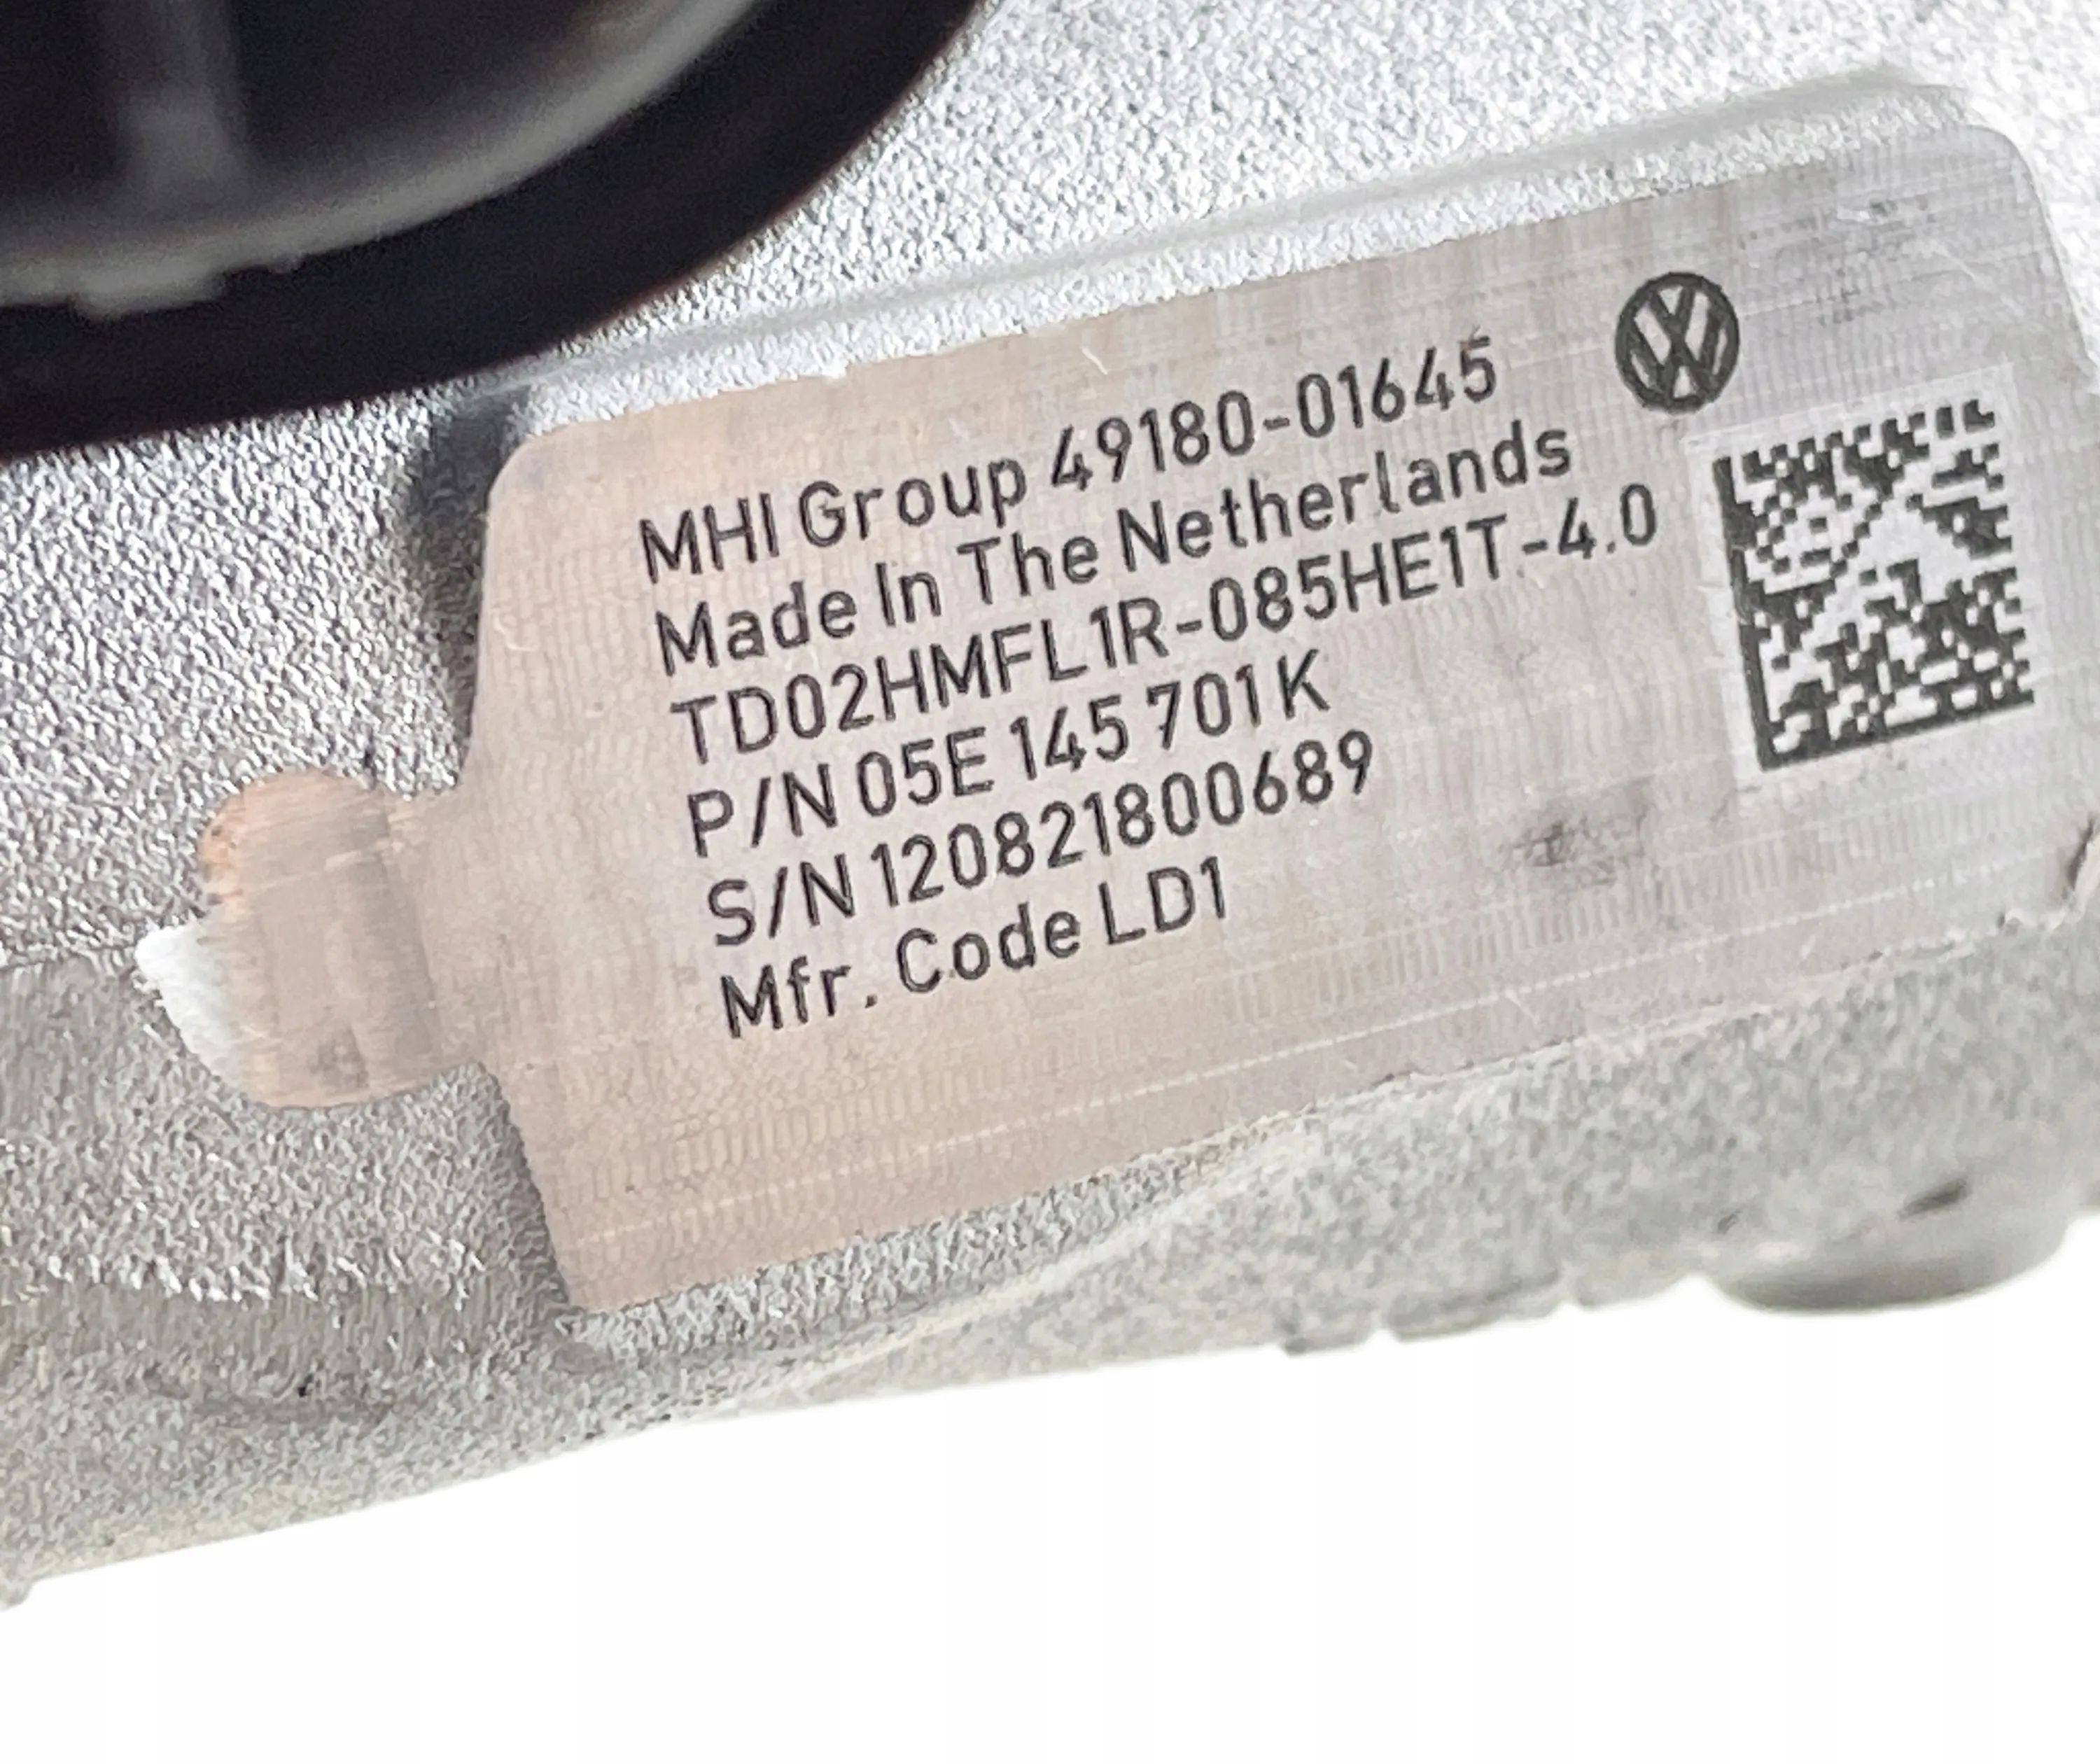 MHI Group 49180-01645
Made In The Netherlands
TD02HMFL1R-085HE1T-4.0
P/N 05E 145 701 K
S/N 120821800689
Mfr. Code LD1